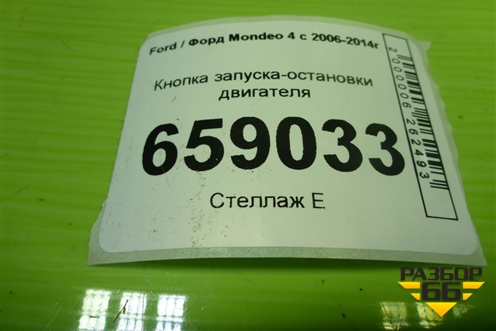 Ford / Форд Mondeo 4 с 2006-2014г
Кнопка запуска-остановки
двигателя
659033
Стеллаж Е
2000006262493
РАЗБОР
66